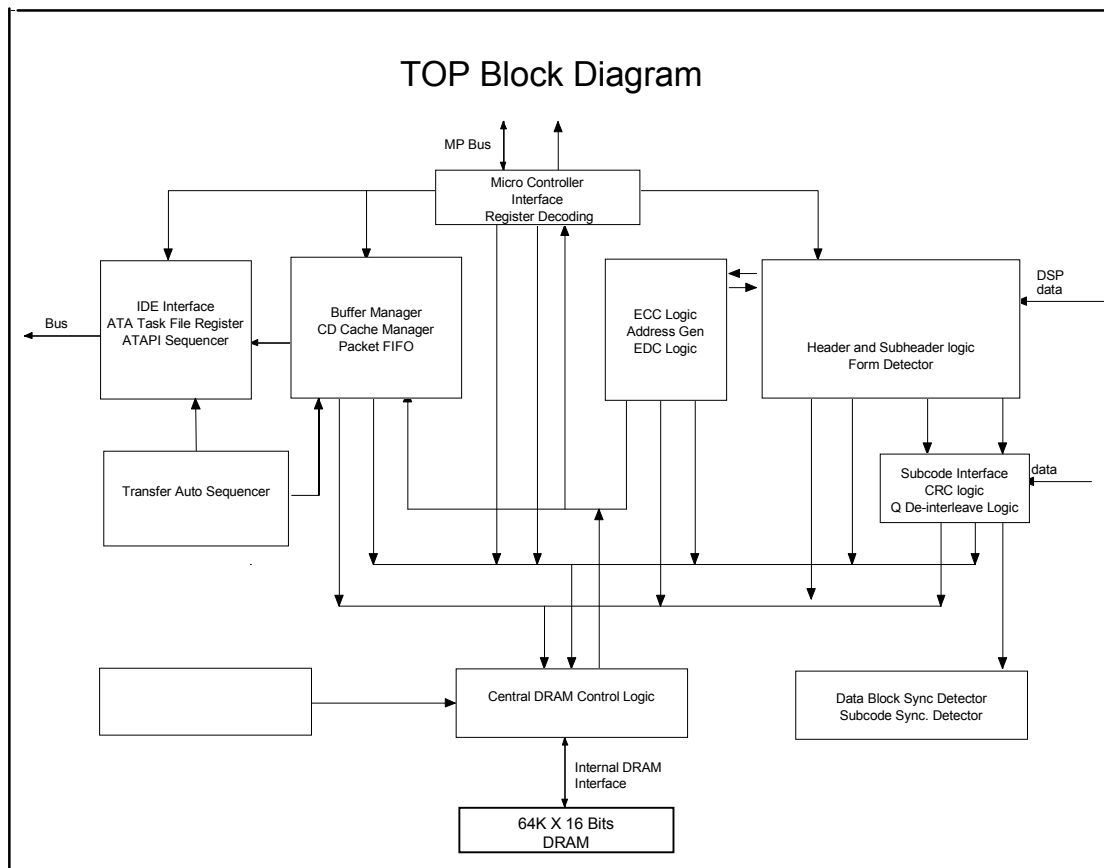 TOP Block Diagram
MP Bus
Micro Controller
Interface
Register Decoding
IDE Interface
ATA Task File Register
ATAPI Sequencer
Bus
Buffer Manager
CD Cache Manager
Packet FIFO
ECC Logic
Address Gen
EDC Logic
Header and Subheader logic
Form Detector
DSP
data
Transfer Auto Sequencer
Subcode Interface
CRC logic
Q De-interleave Logic
data
Central DRAM Control Logic
Data Block Sync Detector
Subcode Sync. Detector
Internal DRAM
Interface
64K X 16 Bits
DRAM